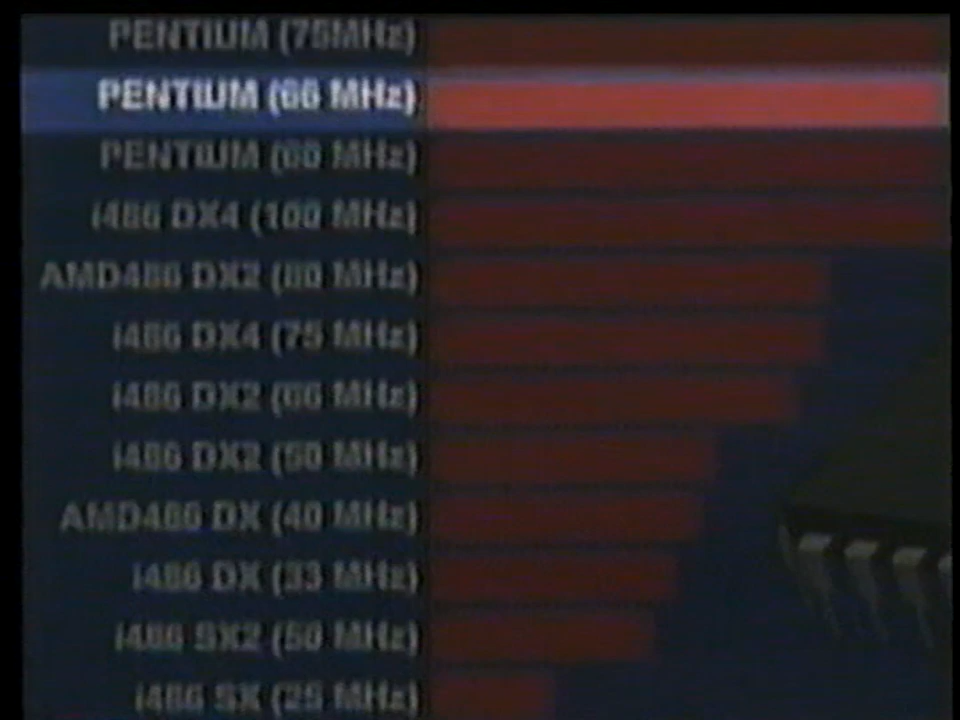 PENTIUM (75MHz)
PENTIUM (66 MHz)
PENTIUM (60 MHz)
i486 DX4 (100 MHz)
AMD486 DX2 (80 MHz)
i486 DX4 (75 MHz)
i486 DX2 (66 MHz)
i486 DX2 (50 MHz)
AMD486 DX (40 MHz)
i486 DX (33 MHz)
i486 SX2 (50 MHz)
i486 SX (25 MHz)